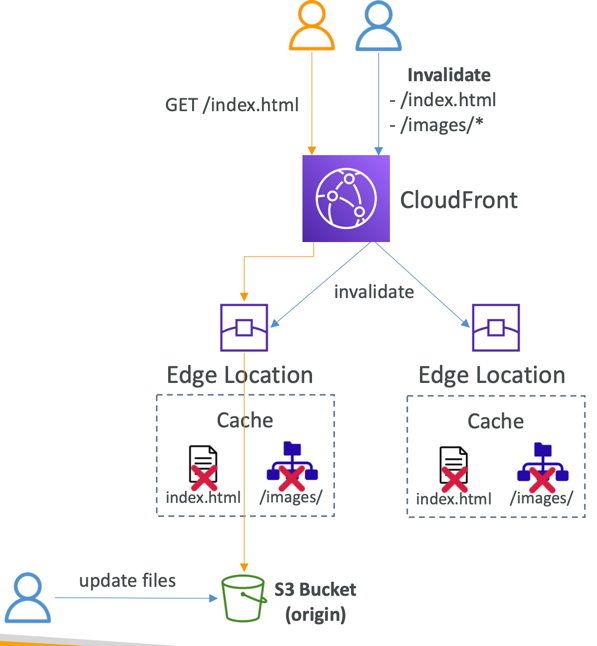 GET /index.html
Invalidate
- /index.html
- /images/*
CloudFront
invalidate
Edge Location
Cache
index.html
/images/
Edge Location
Cache
index.html
/images/
update files
S3 Bucket
(origin)